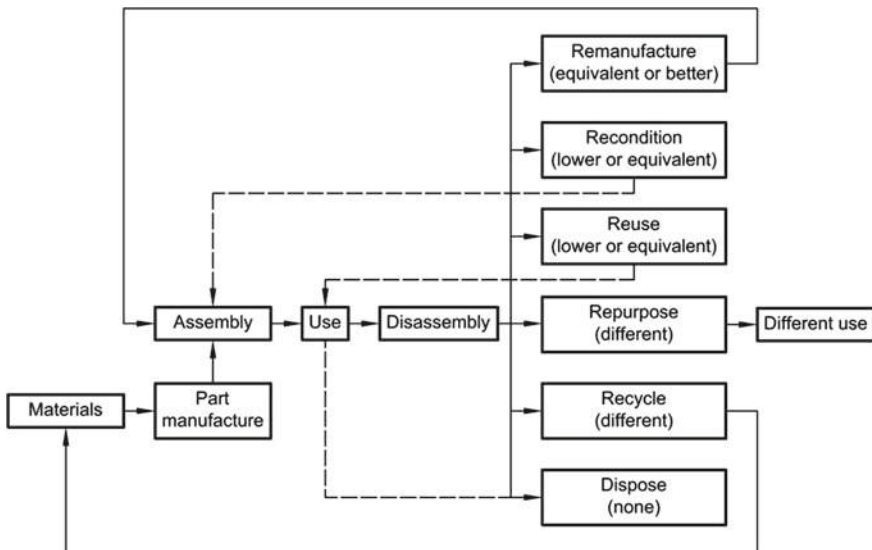 Remanufacture
(equivalent or better)
Recondition
(lower or equivalent)
Reuse
(lower or equivalent)
Assembly
Use
Disassembly
Repurpose
(different)
Different use
Materials
Part
manufacture
Recycle
(different)
Dispose
(none)